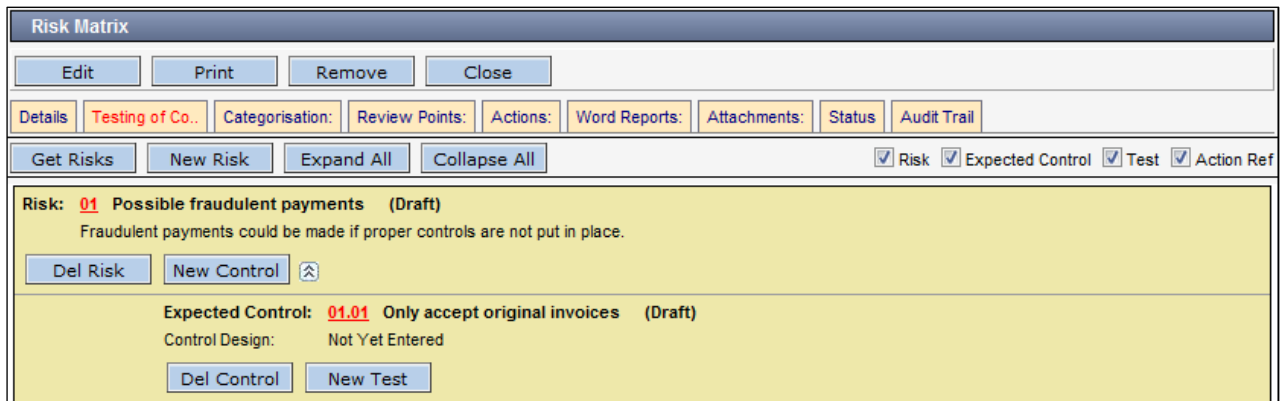 Risk Matrix
Edit Print Remove Close
Details Testing of Co.. Categorisation: Review Points: Actions: Word Reports: Attachments: Status Audit Trail
Get Risks New Risk Expand All Collapse All Risk Expected Control Test Action Ref
Risk: 01 Possible fraudulent payments (Draft)
Fraudulent payments could be made if proper controls are not put in place.
Del Risk New Control
Expected Control: 01.01 Only accept original invoices (Draft)
Control Design: Not Yet Entered
Del Control New Test